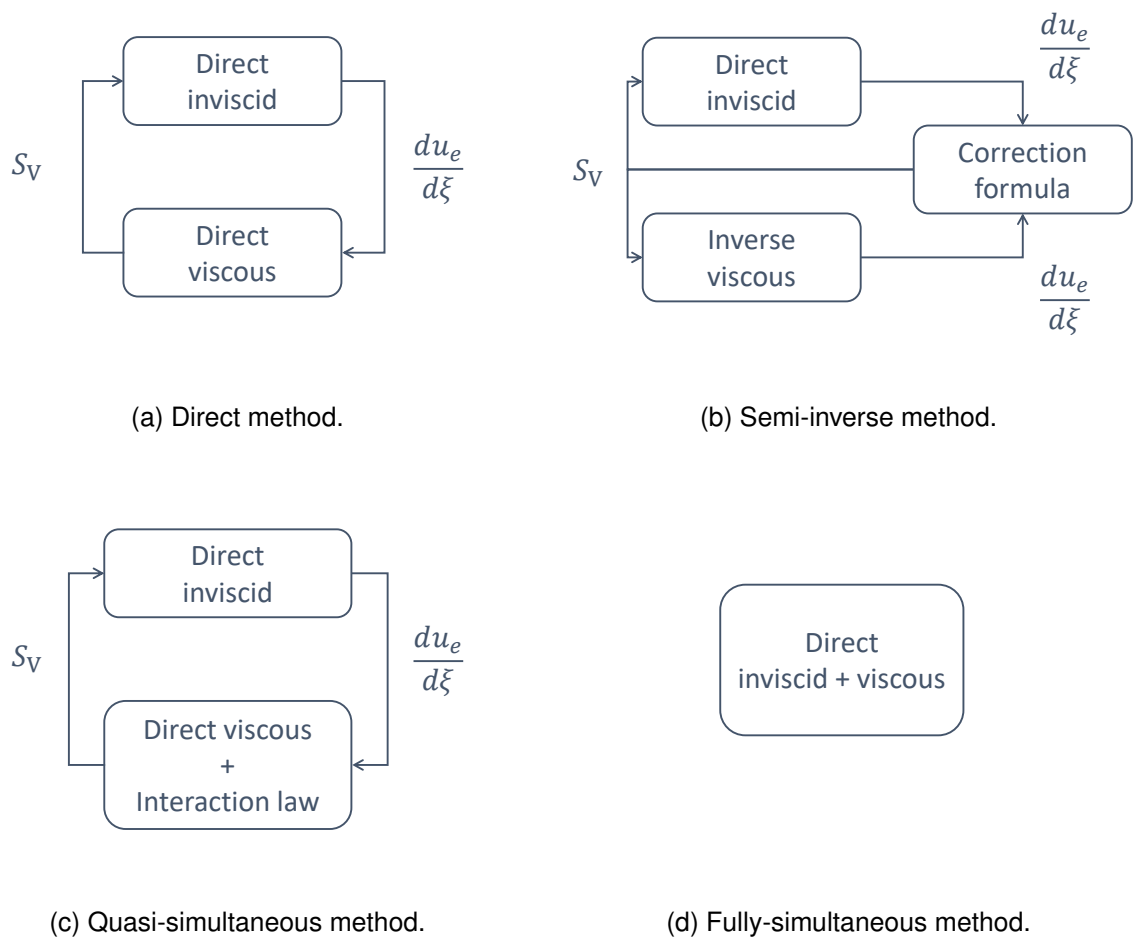 Direct
inviscid
S_V
du_e
dξ
Direct
viscous
(a) Direct method.
du_e
dξ
Direct
inviscid
Correction
formula
S_V
Inverse
viscous
du_e
dξ
(b) Semi-inverse method.
Direct
inviscid
S_V
du_e
dξ
Direct viscous
+
Interaction law
(c) Quasi-simultaneous method.
Direct
inviscid + viscous
(d) Fully-simultaneous method.